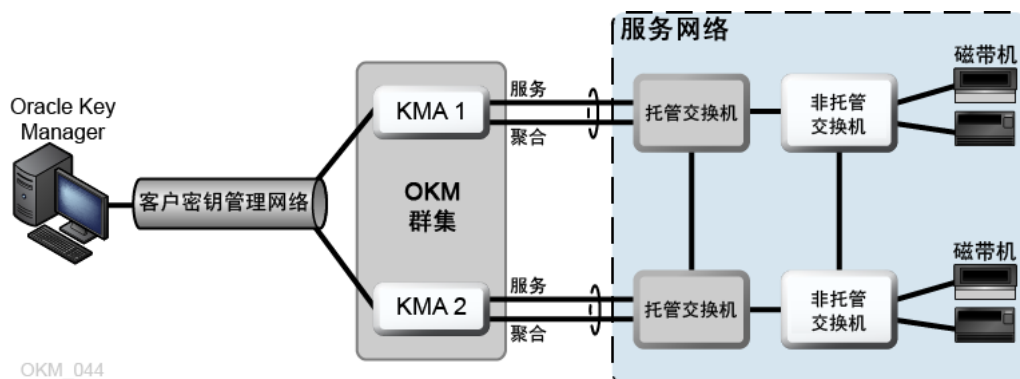 服务网络
磁带机
Oracle Key
Manager
KMA 1
服务
聚合
托管交换机
非托管
交换机
客户密钥管理网络
OKM
群集
磁带机
KMA 2
服务
聚合
托管交换机
非托管
交换机
OKM_044